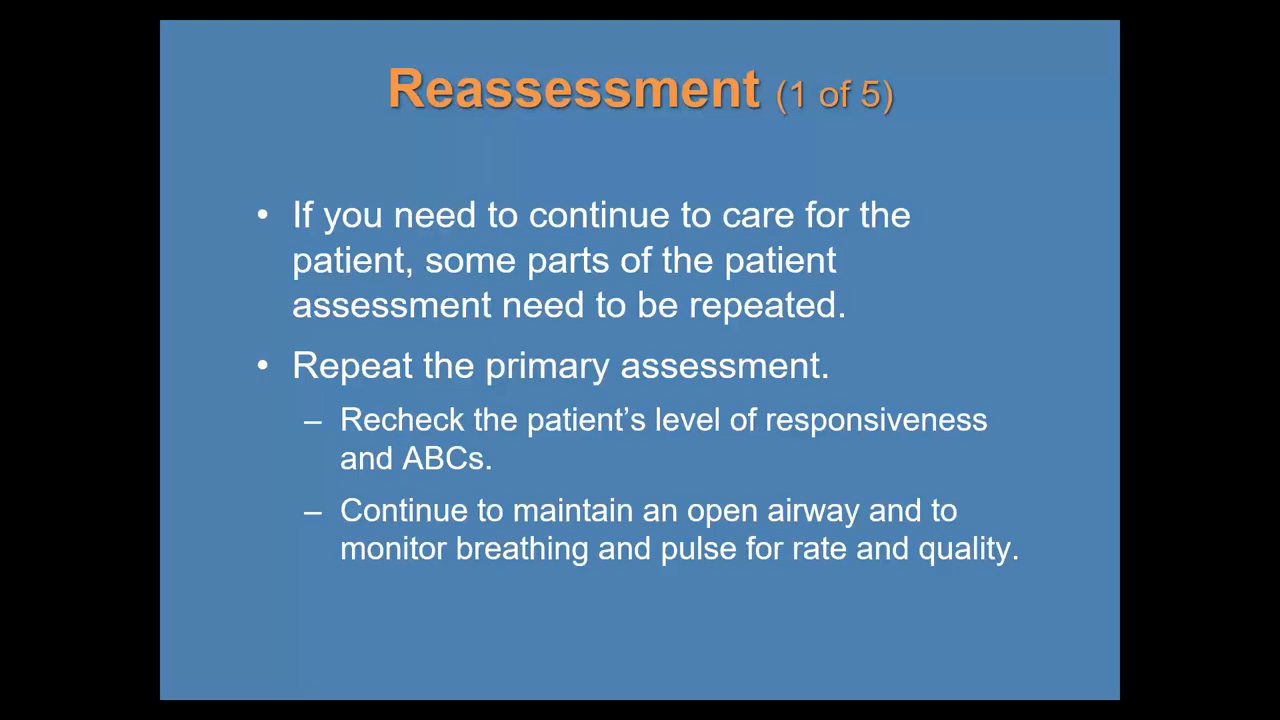 Reassessment (1 of 5)
• If you need to continue to care for the
patient, some parts of the patient
assessment need to be repeated.
• Repeat the primary assessment.
– Recheck the patient’s level of responsiveness
and ABCs.
– Continue to maintain an open airway and to
monitor breathing and pulse for rate and quality.